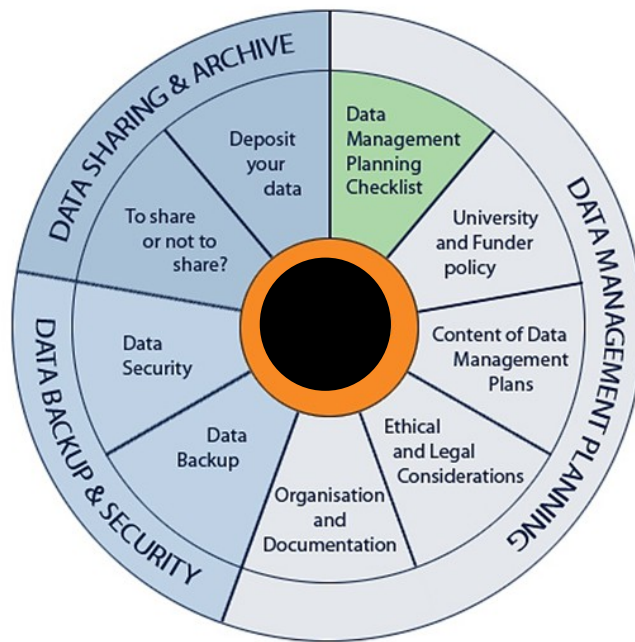 DATA SHARING & ARCHIVE
DATA MANAGEMENT PLANNING
DATA BACKUP & SECURITY
Data
Management
Planning
Checklist
University
and Funder
policy
Content of Data
Management
Plans
Ethical
and Legal
Considerations
Organisation
and
Documentation
Data
Backup
Data
Security
To share
or not to
share?
Deposit
your
data